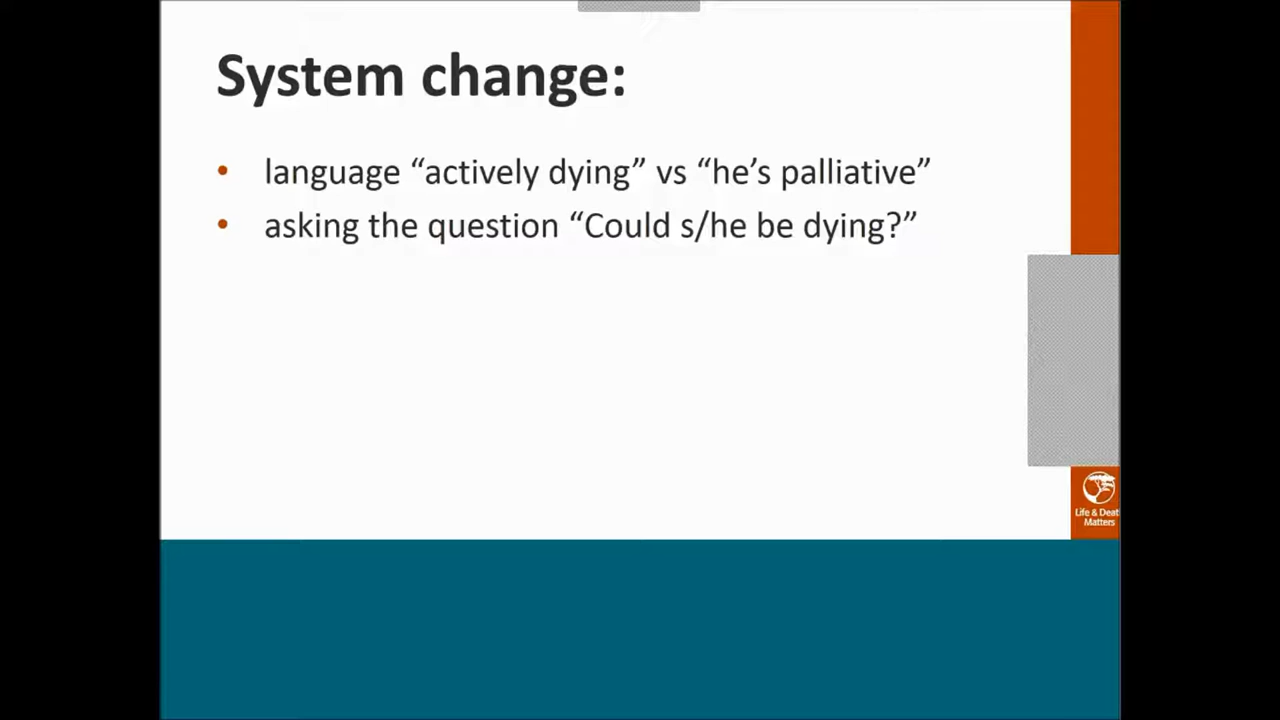 System change:
• language “actively dying” vs “he’s palliative”
• asking the question “Could s/he be dying?”
Life & Deat
Matters